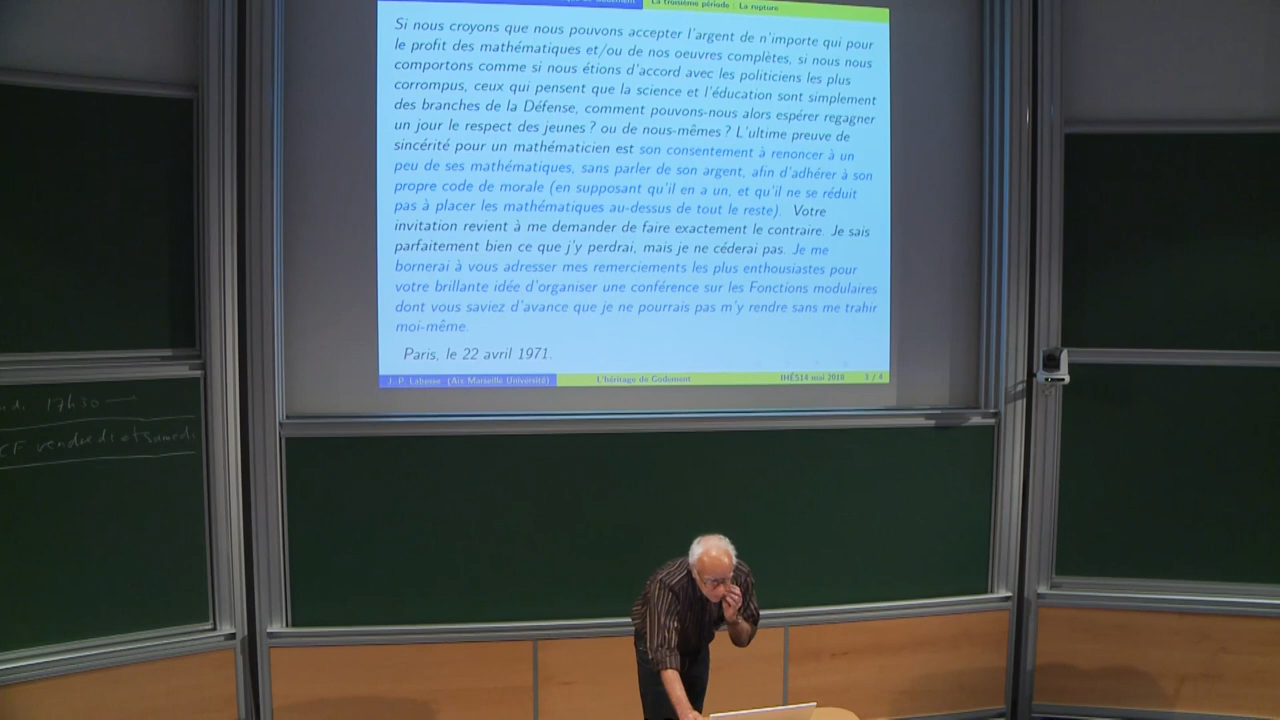 de Godement La troisième période : La rupture
Si nous croyons que nous pouvons accepter l'argent de n'importe qui pour
le profit des mathématiques et/ou de nos oeuvres complètes, si nous nous
comportons comme si nous étions d'accord avec les politiciens les plus
corrompus, ceux qui pensent que la science et l'éducation sont simplement
des branches de la Défense, comment pouvons-nous alors espérer regagner
un jour le respect des jeunes ? ou de nous-mêmes ? L'ultime preuve de
sincérité pour un mathématicien est son consentement à renoncer à un
peu de ses mathématiques, sans parler de son argent, afin d'adhérer à son
propre code de morale (en supposant qu'il en a un, et qu'il ne se réduit
pas à placer les mathématiques au-dessus de tout le reste). Votre
invitation revient à me demander de faire exactement le contraire. Je sais
parfaitement bien ce que j'y perdrai, mais je ne céderai pas. Je me
bornerai à vous adresser mes remerciements les plus enthousiastes pour
votre brillante idée d'organiser une conférence sur les Fonctions modulaires
dont vous saviez d'avance que je ne pourrais pas m'y rendre sans me trahir
moi-même.
Paris, le 22 avril 1971.
J.-P. Labesse (Aix Marseille Université) L'héritage de Godement IHÉS14 mai 2018 3 / 4
17h30
vendredi et samedi